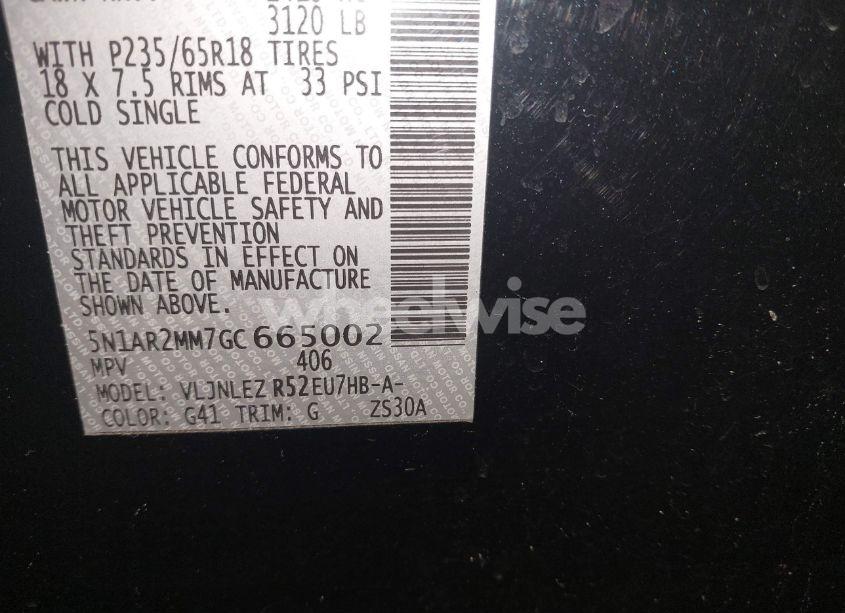 3120 LB
WITH P235/65R18 TIRES
18 X 7.5 RIMS AT 33 PSI
COLD SINGLE
THIS VEHICLE CONFORMS TO
ALL APPLICABLE FEDERAL
MOTOR VEHICLE SAFETY AND
THEFT PREVENTION
STANDARDS IN EFFECT ON
THE DATE OF MANUFACTURE
SHOWN ABOVE.
wheelwise
5N1AR2MM7GC665002
MPV 406
MODEL: VLJNLEZ R52EU7HB-A-
COLOR: G41 TRIM: G ZS30A